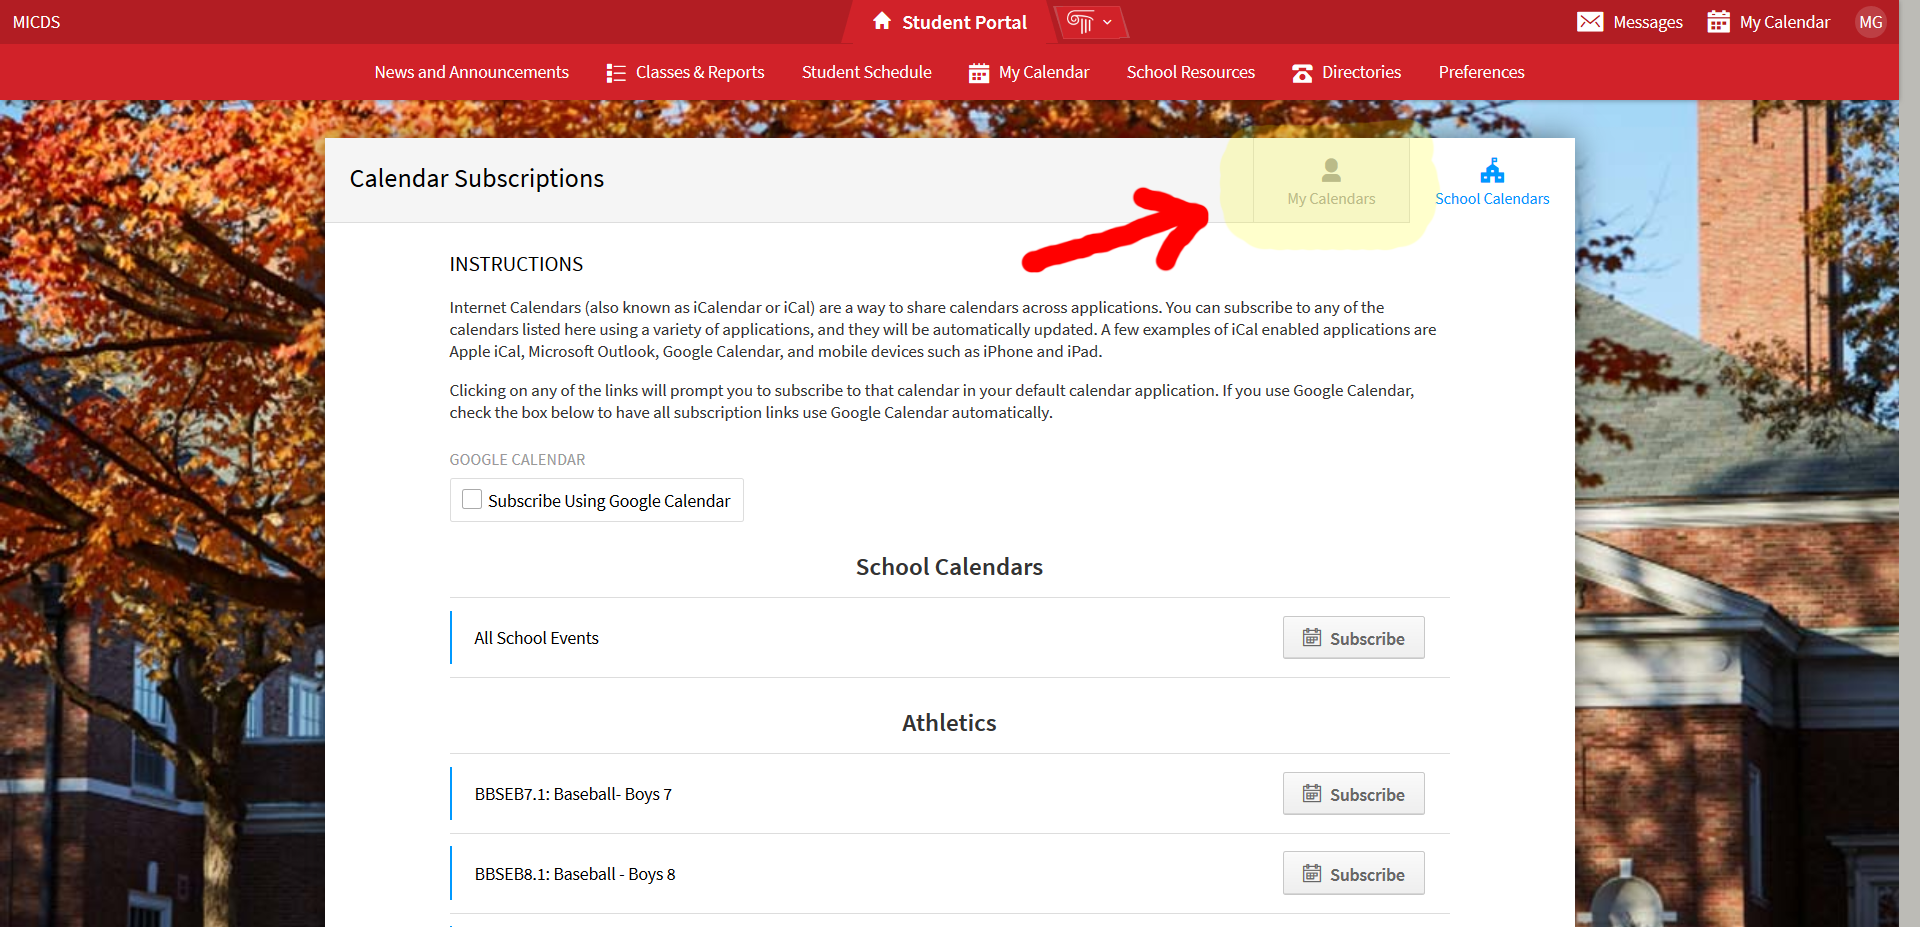 MICDS
Student Portal
Messages
My Calendar
MG
News and Announcements
Classes & Reports
Student Schedule
My Calendar
School Resources
Directories
Preferences
Calendar Subscriptions
My Calendars
School Calendars
INSTRUCTIONS
Internet Calendars (also known as iCalendar or iCal) are a way to share calendars across applications. You can subscribe to any of the
calendars listed here using a variety of applications, and they will be automatically updated. A few examples of iCal enabled applications are
Apple iCal, Microsoft Outlook, Google Calendar, and mobile devices such as iPhone and iPad.
Clicking on any of the links will prompt you to subscribe to that calendar in your default calendar application. If you use Google Calendar,
check the box below to have all subscription links use Google Calendar automatically.
GOOGLE CALENDAR
Subscribe Using Google Calendar
School Calendars
All School Events
Subscribe
Athletics
BBSEB7.1: Baseball- Boys 7
Subscribe
BBSEB8.1: Baseball - Boys 8
Subscribe